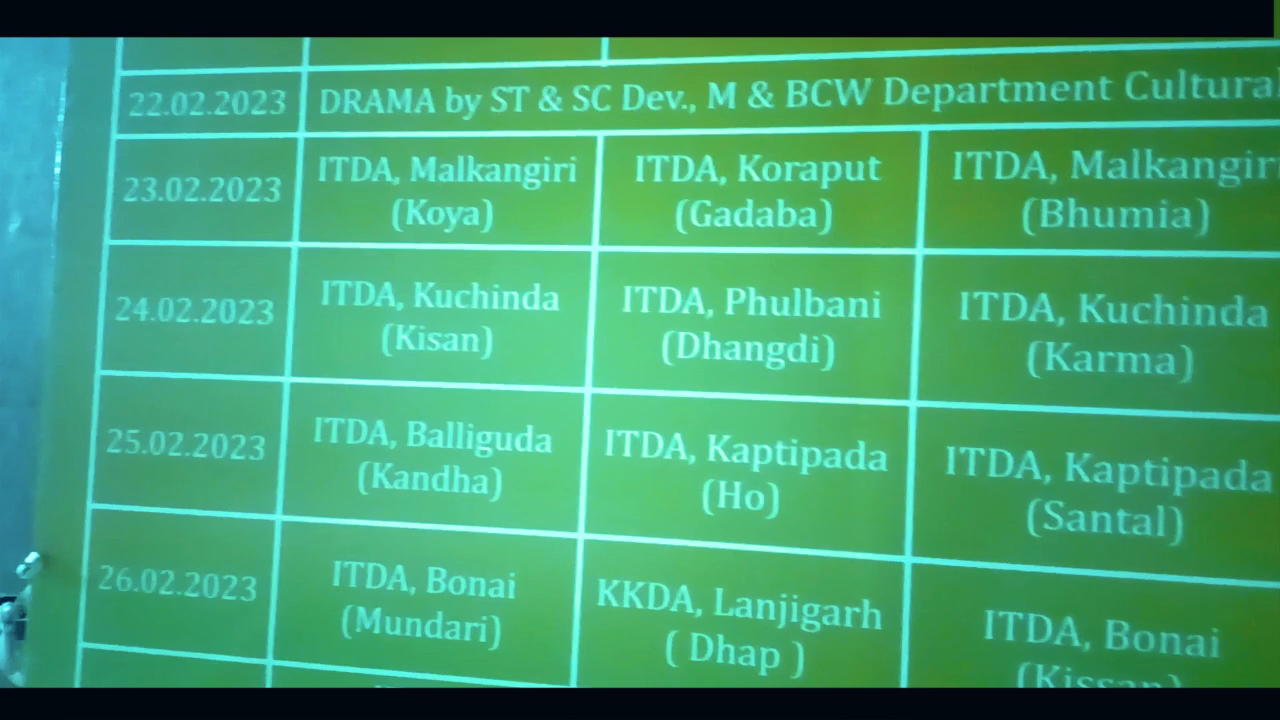 22.02.2023 DRAMA by ST & SC Dev., M & BCW Department Cultural
23.02.2023
ITDA, Malkangiri
(Koya)
ITDA, Koraput
(Gadaba)
ITDA, Malkangiri
(Bhumia)
24.02.2023
ITDA, Kuchinda
(Kisan)
ITDA, Phulbani
(Dhangdi)
ITDA, Kuchinda
(Karma)
25.02.2023
ITDA, Balliguda
(Kandha)
ITDA, Kaptipada
(Ho)
ITDA, Kaptipada
(Santal)
26.02.2023
ITDA, Bonai
(Mundari)
KKDA, Lanjigarh
( Dhap )
ITDA, Bonai
(Kissan)